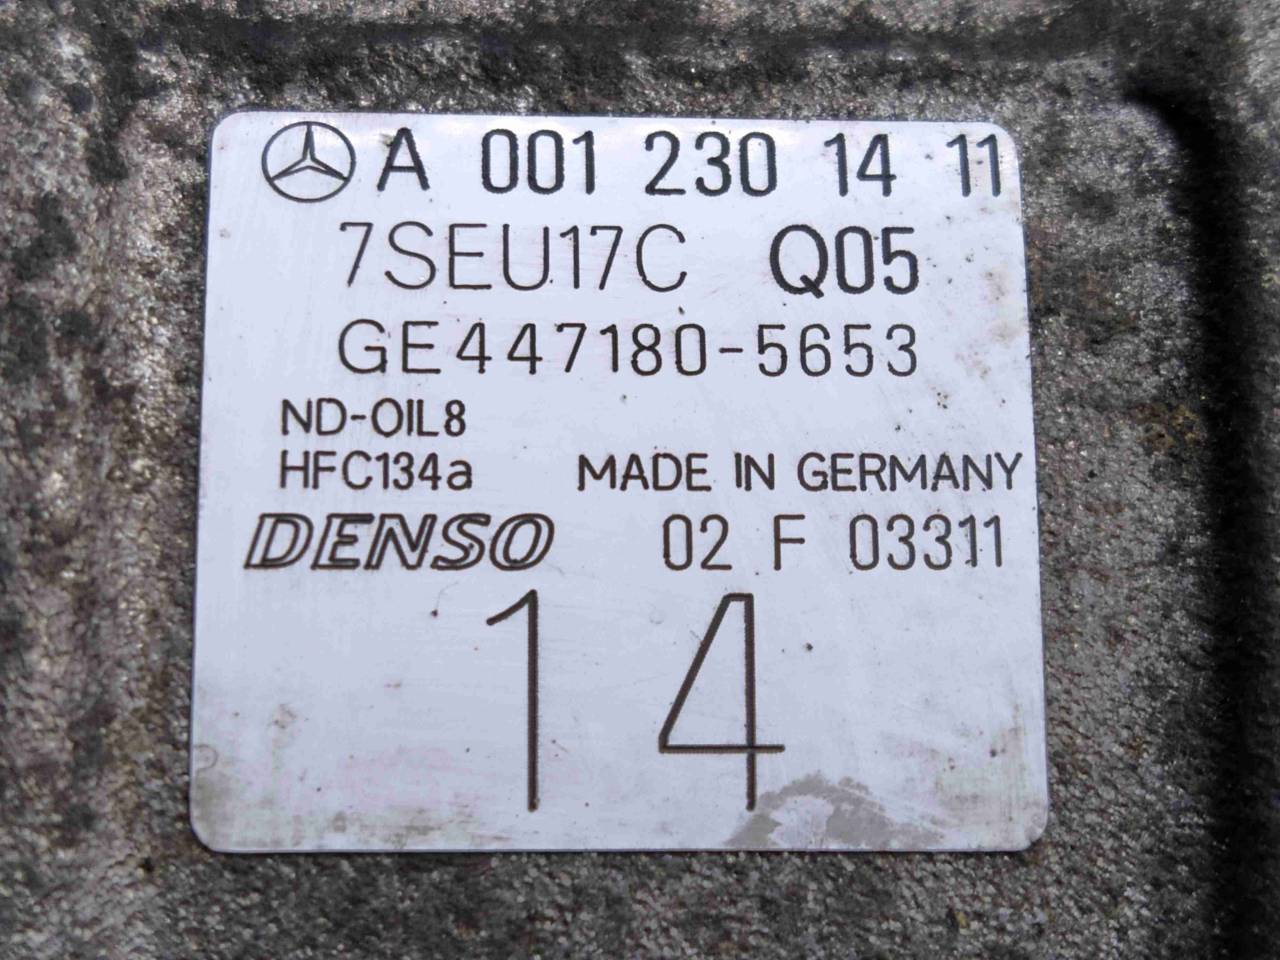 A 001 230 14 11
7SEU17C Q05
GE447180-5653
ND-OIL8
HFC134a MADE IN GERMANY
DENSO 02 F 03311
14